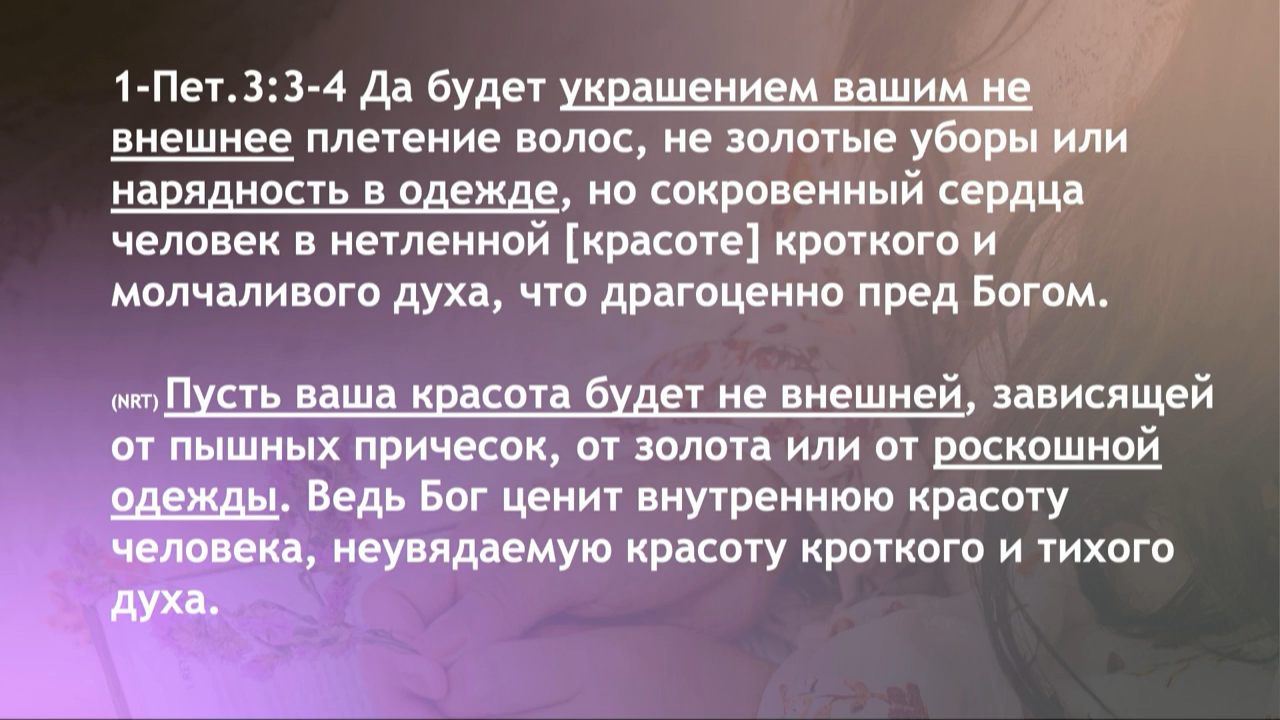 1-Пет.3:3-4 Да будет украшением вашим не
внешнее плетение волос, не золотые уборы или
нарядность в одежде, но сокровенный сердца
человек в нетленной [красоте] кроткого и
молчаливого духа, что драгоценно пред Богом.
(NRT) Пусть ваша красота будет не внешней, зависящей
от пышных причесок, от золота или от роскошной
одежды. Ведь Бог ценит внутреннюю красоту
человека, неувядаемую красоту кроткого и тихого
духа.